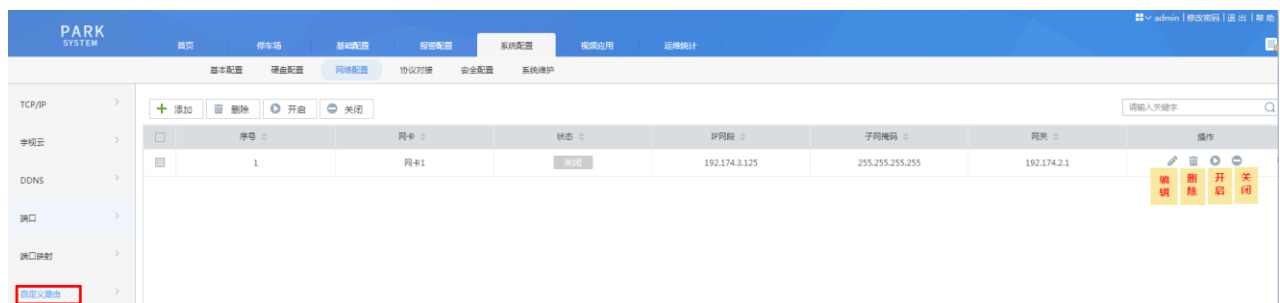 admin | 修改密码 | 退出 | 帮助
PARK
SYSTEM
首页 停车场 基础配置 报警配置 系统配置 视频应用 运维统计
基本配置 硬盘配置 网络配置 协议对接 安全配置 系统维护
TCP/IP
宇视云
DDNS
端口
端口映射
自定义路由
添加 删除 开启 关闭
请输入关键字
序号 网卡 状态 IP网段 子网掩码 网关 操作
1 网卡1 关闭 192.174.3.125 255.255.255.255 192.174.2.1
编辑 删除 开启 关闭